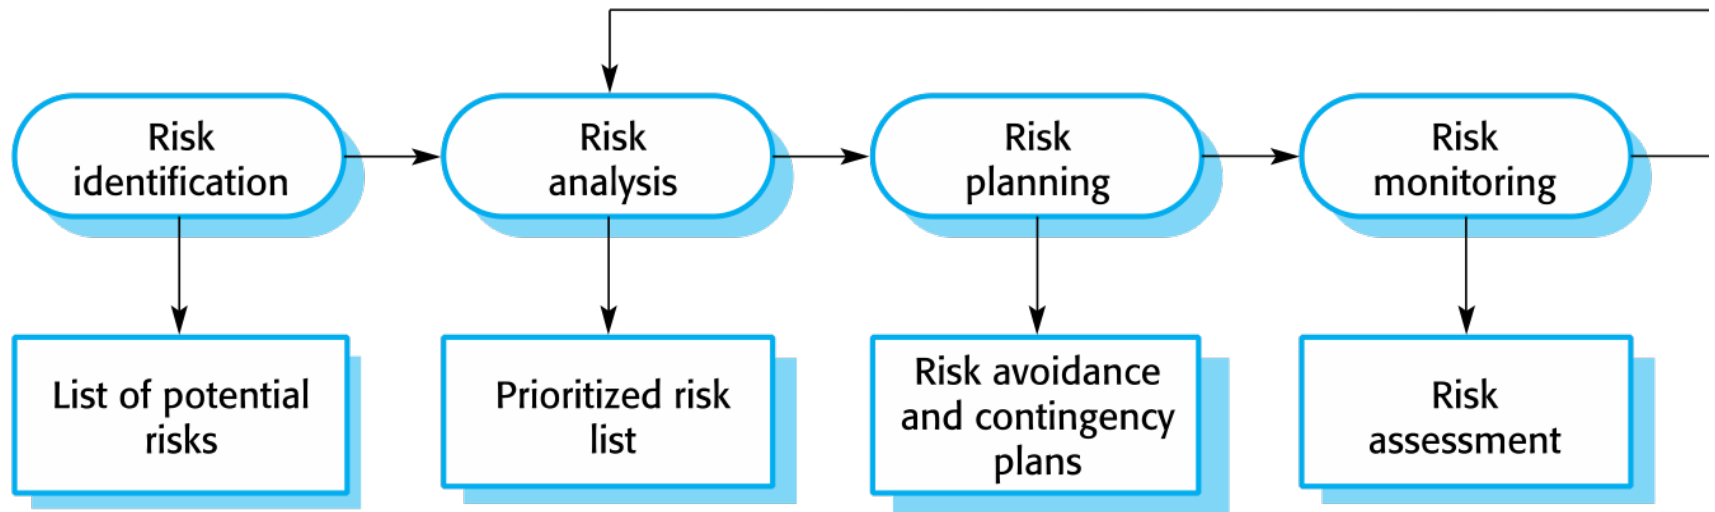 Risk
identification
Risk
analysis
Risk
planning
Risk
monitoring
List of potential
risks
Prioritized risk
list
Risk avoidance
and contingency
plans
Risk
assessment